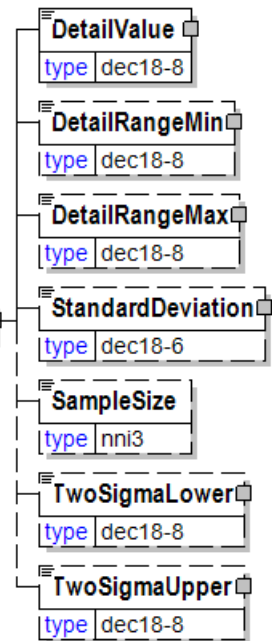 DetailValue
type dec18-8
DetailRangeMin
type dec18-8
DetailRangeMax
type dec18-8
StandardDeviation
type dec18-6
SampleSize
type nni3
TwoSigmaLower
type dec18-8
TwoSigmaUpper
type dec18-8